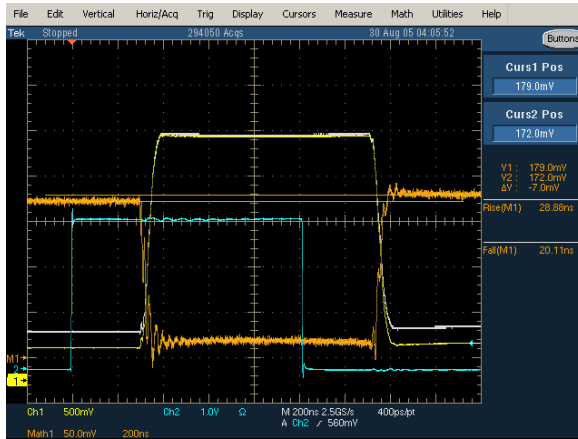 File Edit Vertical Horiz/Acq Trig Display Cursors Measure Math Utilities Help
Tek Stopped 294050 Acqs 30 Aug 05 04:05:52 Buttons
Curs1 Pos
179.0mV
Curs2 Pos
172.0mV
V1 : 179.0mV
V2 : 172.0mV
ΔV : -7.0mV
Rise(M1) 28.88ns
Fall(M1) 20.11ns
M1
2
1
Ch1 500mV Ch2 1.0V Ω M 200ns 2.5GS/s 400ps/pt
A Ch2 ∕ 560mV
Math1 50.0mV 200ns